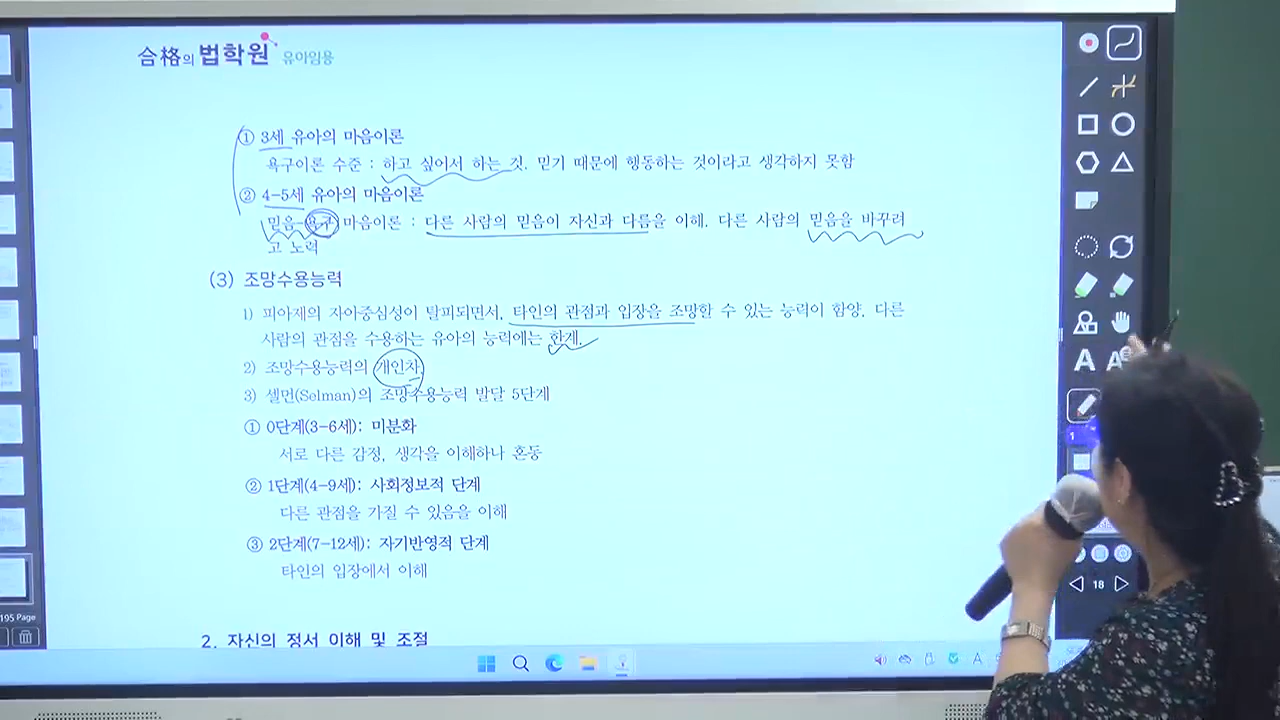 合格의 법학원 유아임용
① 3세 유아의 마음이론
욕구이론 수준 : 하고 싶어서 하는 것. 믿기 때문에 행동하는 것이라고 생각하지 못함
② 4-5세 유아의 마음이론
믿음-욕구 마음이론 : 다른 사람의 믿음이 자신과 다름을 이해. 다른 사람의 믿음을 바꾸려
고 노력
(3) 조망수용능력
1) 피아제의 자아중심성이 탈피되면서, 타인의 관점과 입장을 조망할 수 있는 능력이 함양. 다른
사람의 관점을 수용하는 유아의 능력에는 한계.
2) 조망수용능력의 개인차
3) 셀먼(Selman)의 조망수용능력 발달 5단계
① 0단계(3-6세): 미분화
서로 다른 감정, 생각을 이해하나 혼동
② 1단계(4-9세): 사회정보적 단계
다른 관점을 가질 수 있음을 이해
③ 2단계(7-12세): 자기반영적 단계
타인의 입장에서 이해
2. 자신의 정서 이해 및 조절
195 Page
A
A
1
18
A